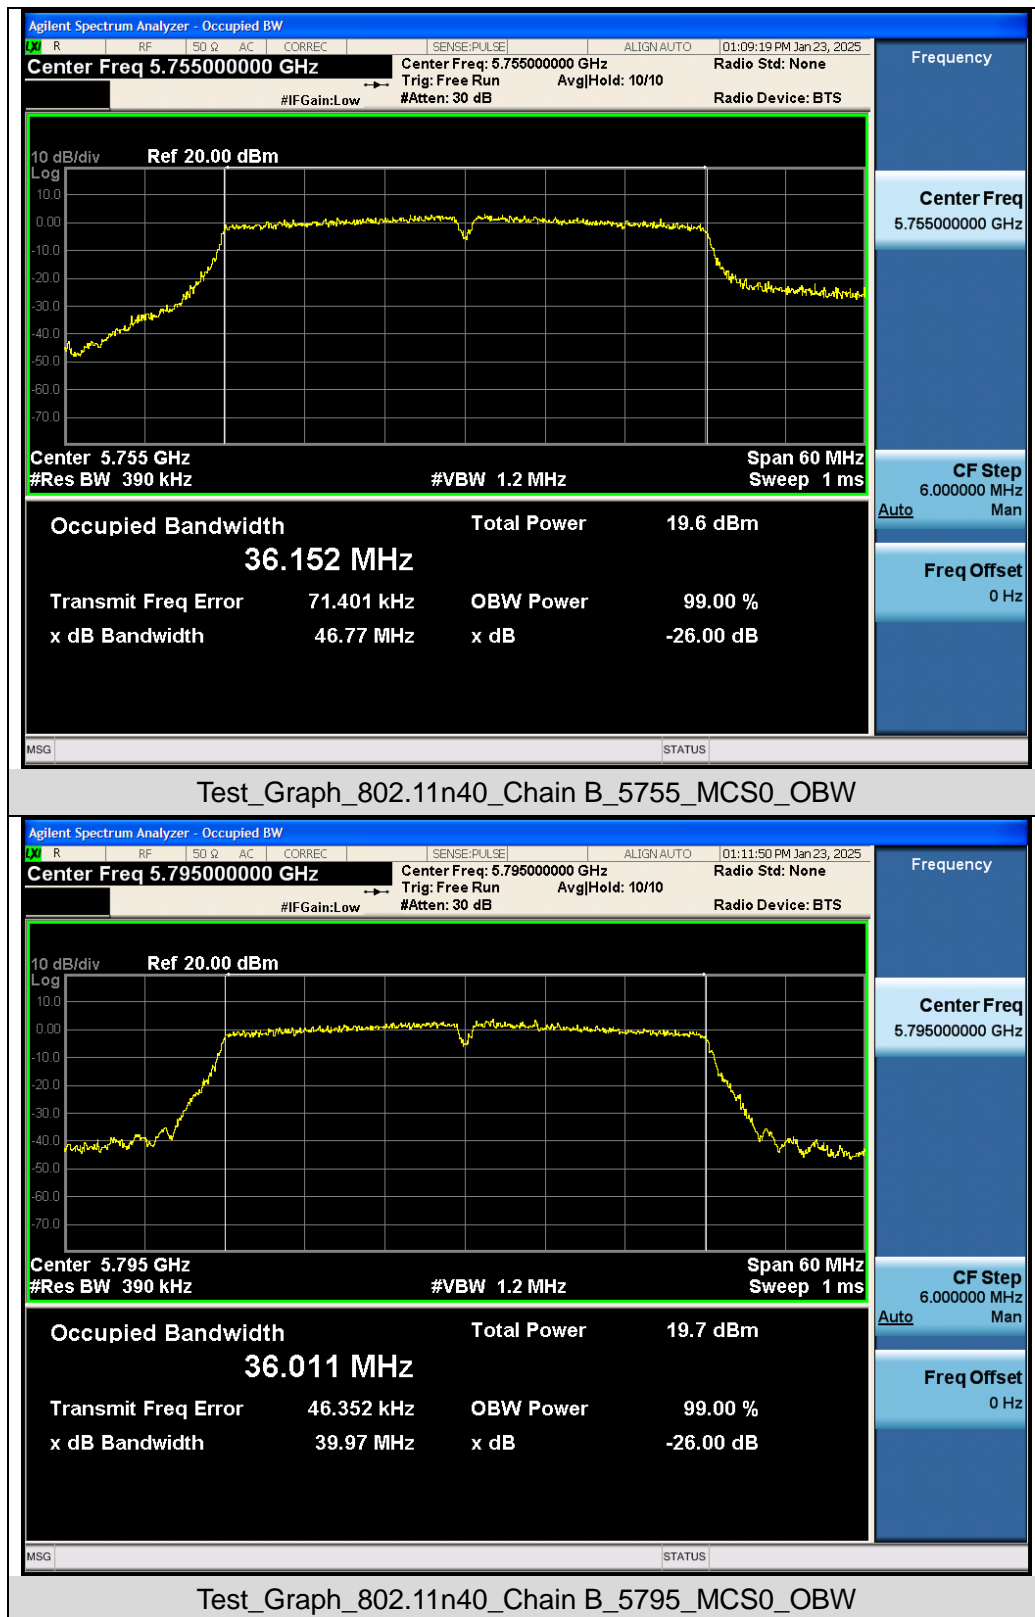 Agilent Spectrum Analyzer - Occupied BW
LXI R RF 50 Ω AC CORREC SENSE:PULSE ALIGN AUTO 01:09:19 PM Jan 23, 2025
Center Freq 5.755000000 GHz
Center Freq: 5.755000000 GHz Radio Std: None
Trig: Free Run Avg|Hold: 10/10
#IFGain:Low #Atten: 30 dB Radio Device: BTS
Frequency
10 dB/div Ref 20.00 dBm
Log
10.0
0.00
-10.0
-20.0
-30.0
-40.0
-50.0
-60.0
-70.0
Center 5.755 GHz Span 60 MHz
#Res BW 390 kHz #VBW 1.2 MHz Sweep 1 ms
Center Freq
5.755000000 GHz
CF Step
6.000000 MHz
Auto Man
Freq Offset
0 Hz
Occupied Bandwidth Total Power 19.6 dBm
36.152 MHz
Transmit Freq Error 71.401 kHz OBW Power 99.00 %
x dB Bandwidth 46.77 MHz x dB -26.00 dB
MSG STATUS
Test_Graph_802.11n40_Chain B_5755_MCS0_OBW
Agilent Spectrum Analyzer - Occupied BW
LXI R RF 50 Ω AC CORREC SENSE:PULSE ALIGN AUTO 01:11:50 PM Jan 23, 2025
Center Freq 5.795000000 GHz
Center Freq: 5.795000000 GHz Radio Std: None
Trig: Free Run Avg|Hold: 10/10
#IFGain:Low #Atten: 30 dB Radio Device: BTS
Frequency
10 dB/div Ref 20.00 dBm
Log
10.0
0.00
-10.0
-20.0
-30.0
-40.0
-50.0
-60.0
-70.0
Center 5.795 GHz Span 60 MHz
#Res BW 390 kHz #VBW 1.2 MHz Sweep 1 ms
Center Freq
5.795000000 GHz
CF Step
6.000000 MHz
Auto Man
Freq Offset
0 Hz
Occupied Bandwidth Total Power 19.7 dBm
36.011 MHz
Transmit Freq Error 46.352 kHz OBW Power 99.00 %
x dB Bandwidth 39.97 MHz x dB -26.00 dB
MSG STATUS
Test_Graph_802.11n40_Chain B_5795_MCS0_OBW